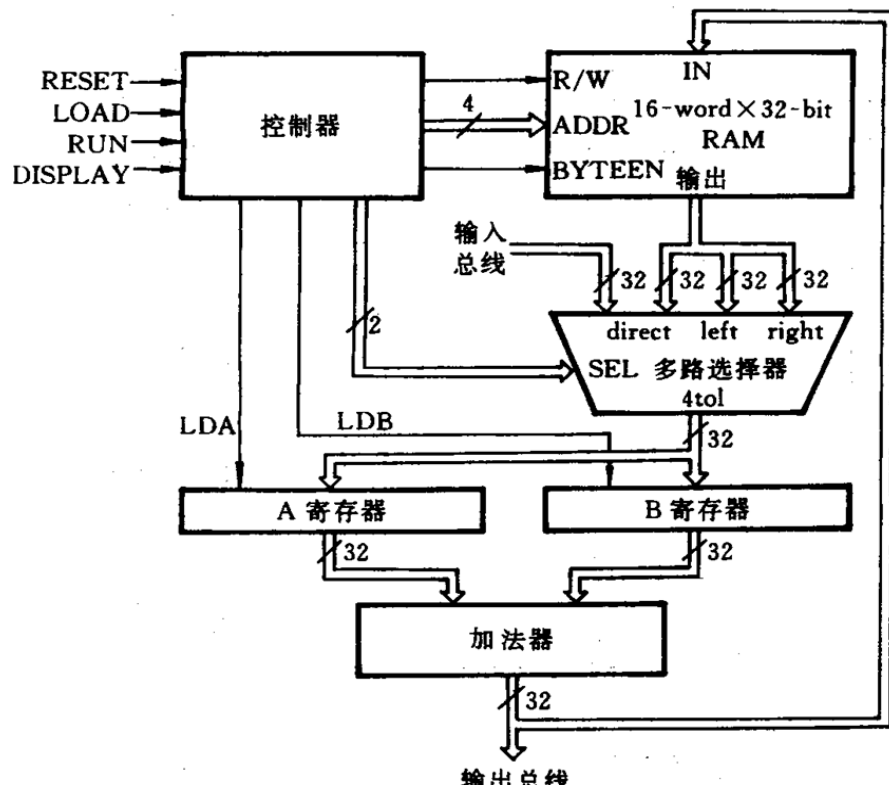 RESET
LOAD
RUN
DISPLAY
控制器
4
R/W
ADDR
BYTEEN
IN
16-word×32-bit
RAM
输出
输入
总线
32
32
32
32
2
direct left right
SEL 多路选择器
4to1
LDA
LDB
32
A 寄存器
B 寄存器
32
32
加法器
32
输出总线